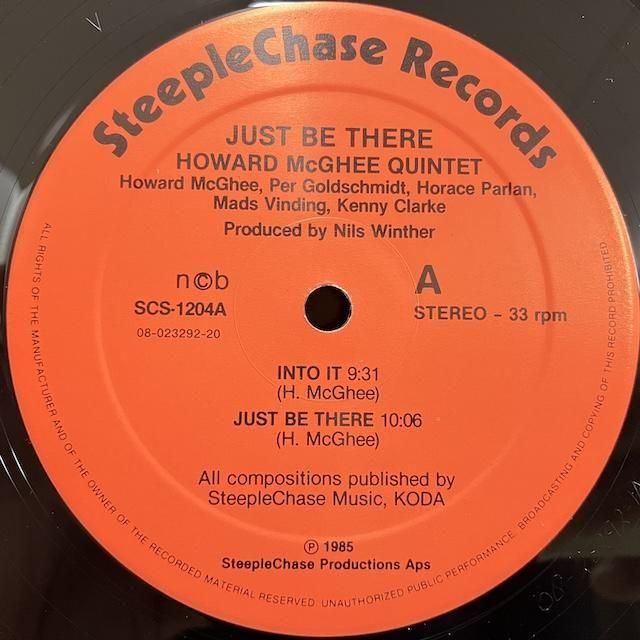 SteepleChase Records
JUST BE THERE
HOWARD McGHEE QUINTET
Howard McGhee, Per Goldschmidt, Horace Parlan,
Mads Vinding, Kenny Clarke
Produced by Nils Winther
n©b
A
SCS-1204A
STEREO - 33 rpm
08-023292-20
INTO IT 9:31
(H. McGhee)
JUST BE THERE 10:06
(H. McGhee)
All compositions published by
SteepleChase Music, KODA
℗ 1985
SteepleChase Productions Aps
ALL RIGHTS OF THE MANUFACTURER AND OF THE OWNER OF THE RECORDED MATERIAL RESERVED. UNAUTHORIZED PUBLIC PERFORMANCE, BROADCASTING AND COPYING OF THIS RECORD PROHIBITED.